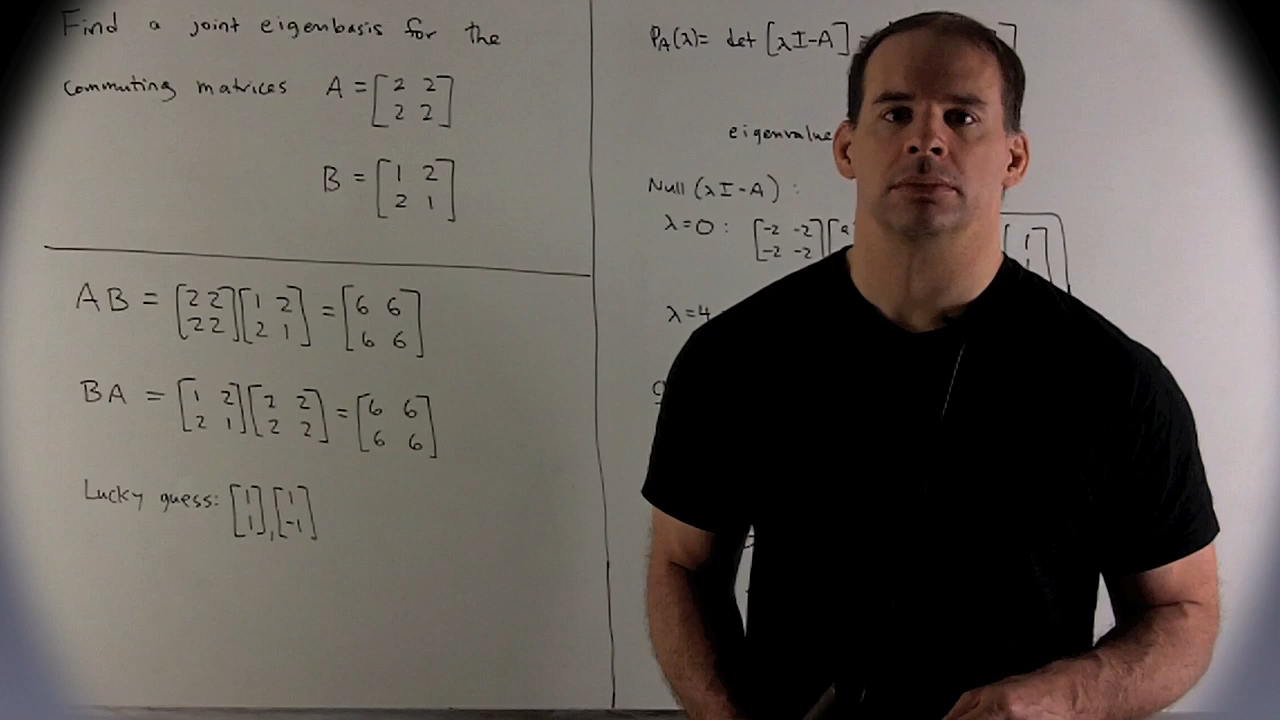 Find a joint eigenbasis for the
commuting matrices A = [2 2
2 2]
B = [1 2
2 1]
AB = [2 2 [1 2 = [6 6
2 2] 2 1] 6 6]
BA = [1 2 [2 2 = [6 6
2 1] 2 2] 6 6]
Lucky guess: [1 , [1
1] -1]
P_A(λ) = det [λI-A] =
eigenvalue
Null (λI-A) :
λ=0 : [-2 -2 [a [1
-2 -2]
λ=4